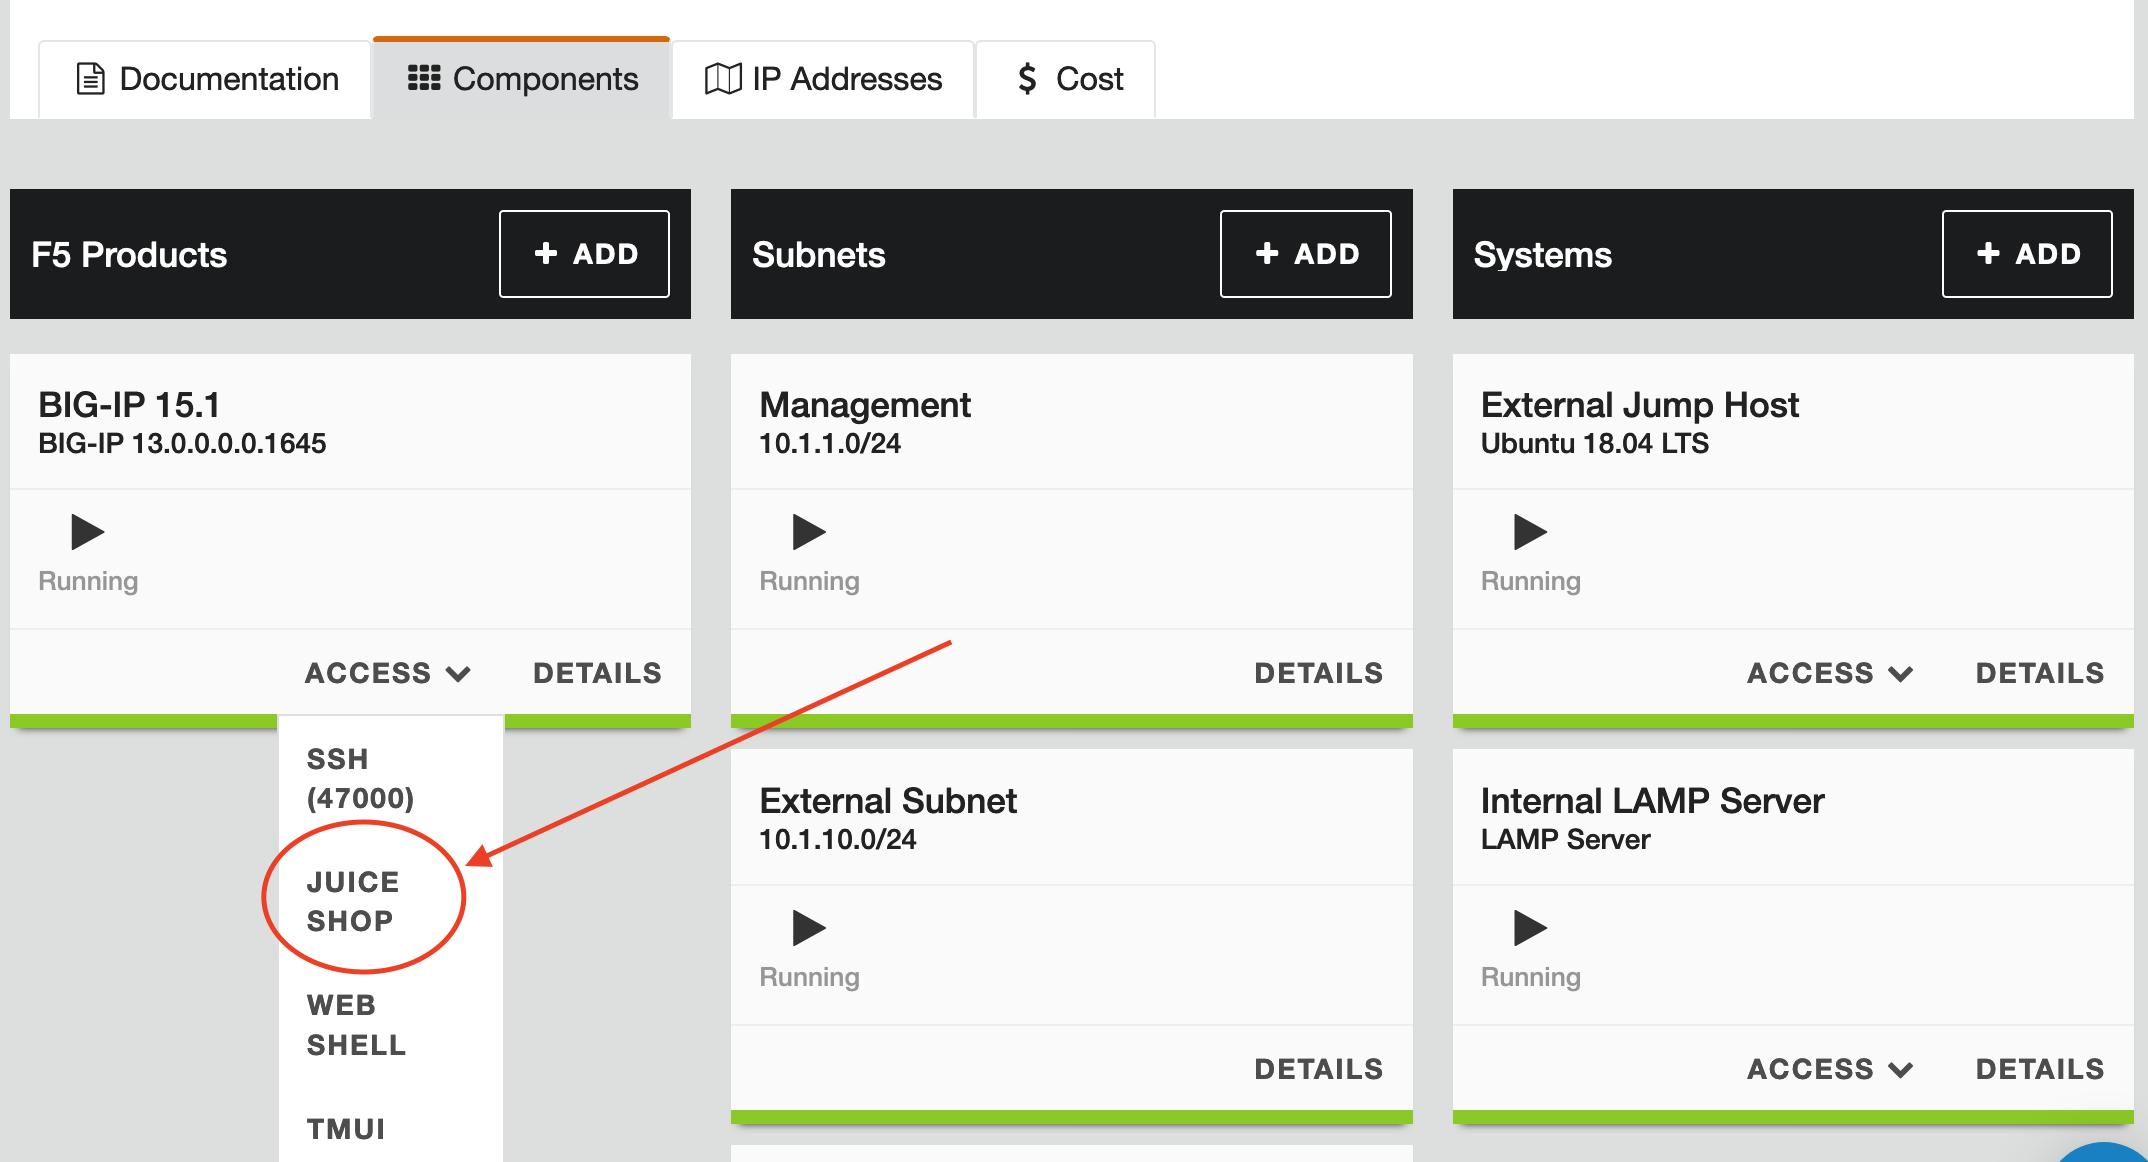 Documentation
Components
IP Addresses
$ Cost
F5 Products
+ ADD
Subnets
+ ADD
Systems
+ ADD
BIG-IP 15.1
BIG-IP 13.0.0.0.0.1645
Running
ACCESS
DETAILS
SSH
(47000)
JUICE
SHOP
WEB
SHELL
TMUI
Management
10.1.1.0/24
Running
DETAILS
External Subnet
10.1.10.0/24
Running
DETAILS
External Jump Host
Ubuntu 18.04 LTS
Running
ACCESS
DETAILS
Internal LAMP Server
LAMP Server
Running
ACCESS
DETAILS